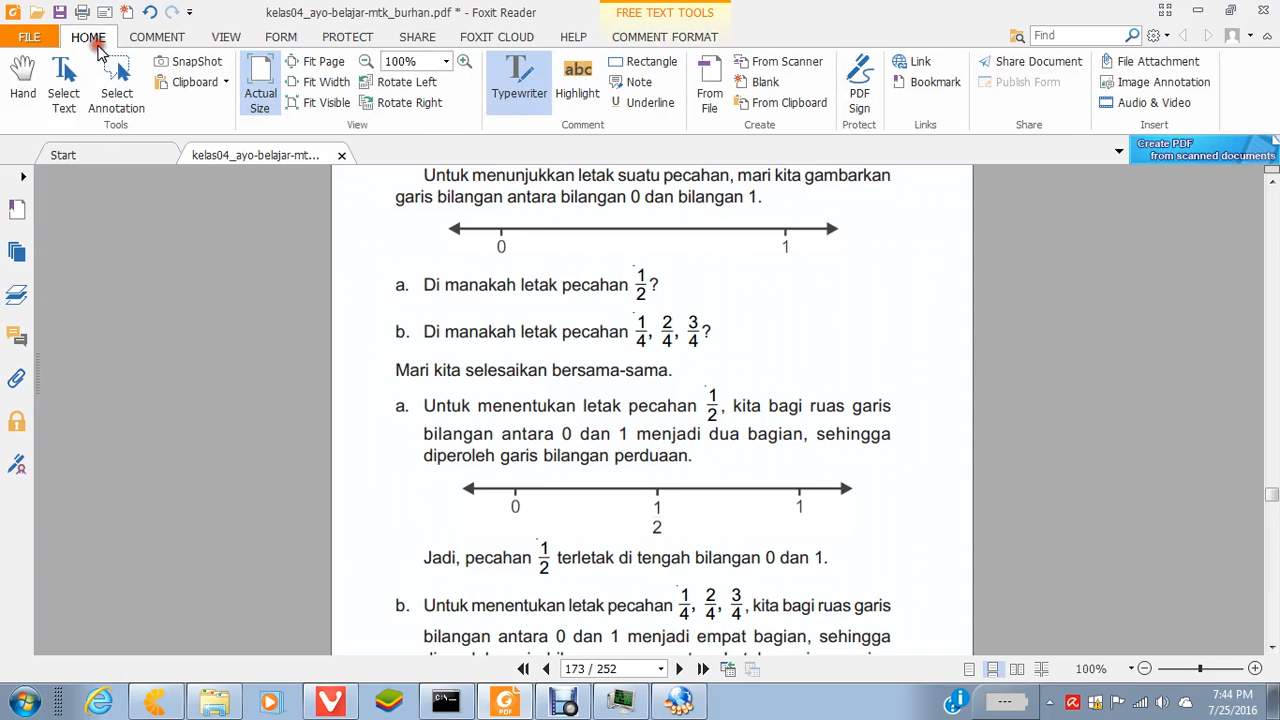 kelas04_ayo-belajar-mtk_burhan.pdf * - Foxit Reader
FREE TEXT TOOLS
FILE HOME COMMENT VIEW FORM PROTECT SHARE FOXIT CLOUD HELP COMMENT FORMAT Find
Hand
Select Text
Select Annotation
SnapShot
Clipboard
Tools
Actual Size
Fit Page
Fit Width
Fit Visible
100%
Rotate Left
Rotate Right
View
Typewriter
abc
Highlight
Rectangle
Note
Underline
Comment
From File
From Scanner
Blank
From Clipboard
Create
PDF Sign
Protect
Link
Bookmark
Links
Share Document
Publish Form
Share
File Attachment
Image Annotation
Audio & Video
Insert
Start
kelas04_ayo-belajar-mt...
Create PDF
from scanned documents
Untuk menunjukkan letak suatu pecahan, mari kita gambarkan
garis bilangan antara bilangan 0 dan bilangan 1.
0 1
a. Di manakah letak pecahan 1/2?
b. Di manakah letak pecahan 1/4, 2/4, 3/4?
Mari kita selesaikan bersama-sama.
a. Untuk menentukan letak pecahan 1/2, kita bagi ruas garis
bilangan antara 0 dan 1 menjadi dua bagian, sehingga
diperoleh garis bilangan perduaan.
0 1/2 1
Jadi, pecahan 1/2 terletak di tengah bilangan 0 dan 1.
b. Untuk menentukan letak pecahan 1/4, 2/4, 3/4, kita bagi ruas garis
bilangan antara 0 dan 1 menjadi empat bagian, sehingga
173 / 252
100%
7:44 PM
7/25/2016